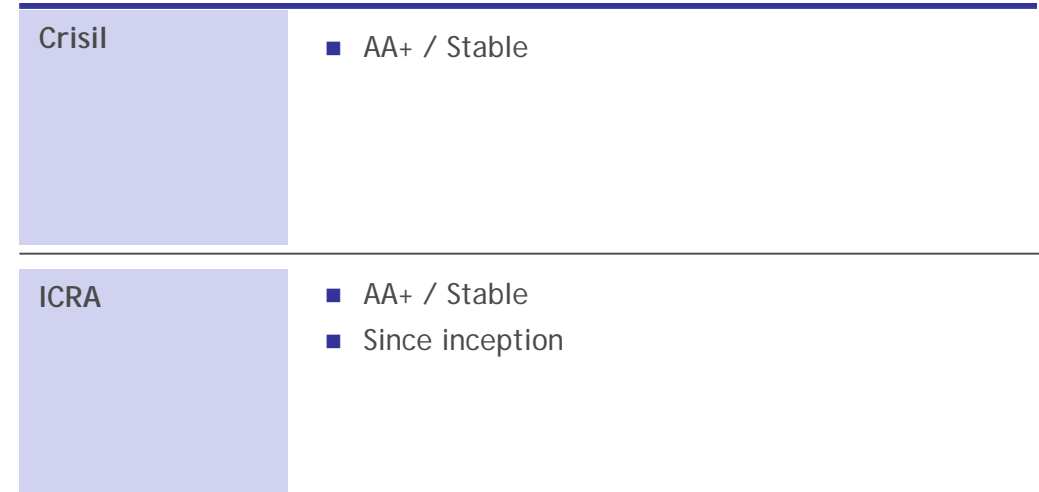 Crisil
AA+ / Stable
ICRA
AA+ / Stable
Since inception